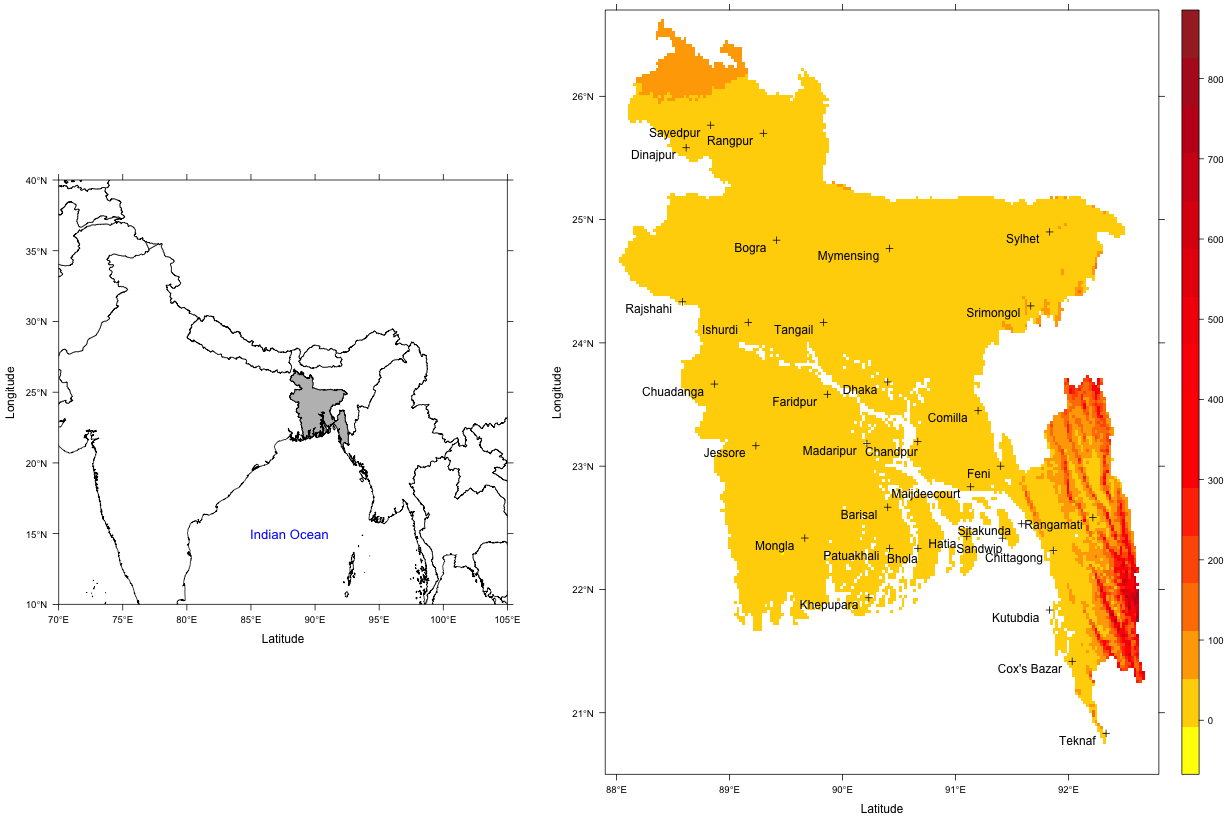 40°N
35°N
30°N
25°N
20°N
15°N
10°N
70°E
75°E
80°E
85°E
90°E
95°E
100°E
105°E
Longitude
Latitude
Indian Ocean
26°N
25°N
24°N
23°N
22°N
21°N
88°E
89°E
90°E
91°E
92°E
Longitude
Latitude
Sayedpur
Rangpur
Dinajpur
Sylhet
Bogra
Mymensing
Rajshahi
Srimongol
Ishurdi
Tangail
Chuadanga
Dhaka
Faridpur
Comilla
Jessore
Madaripur
Chandpur
Feni
Maijdeecourt
Barisal
Sitakunda
Rangamati
Mongla
Hatia
Sandwip
Patuakhali
Bhola
Chittagong
Khepupara
Kutubdia
Cox's Bazar
Teknaf
800
700
600
500
400
300
200
100
0